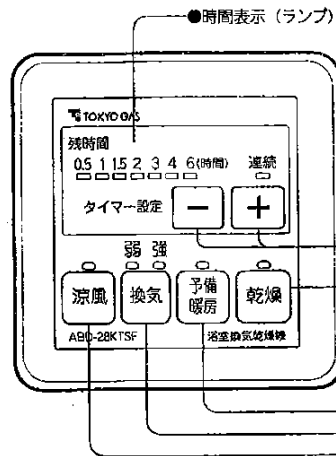 ●時間表示（ランプ）
TOKYO GAS
残時間
0.5 1 1.5 2 3 4 6(時間) 連続
タイマー設定 − +
弱 強
涼風 換気 予備暖房 乾燥
ABD-28KTSF 浴室換気乾燥機